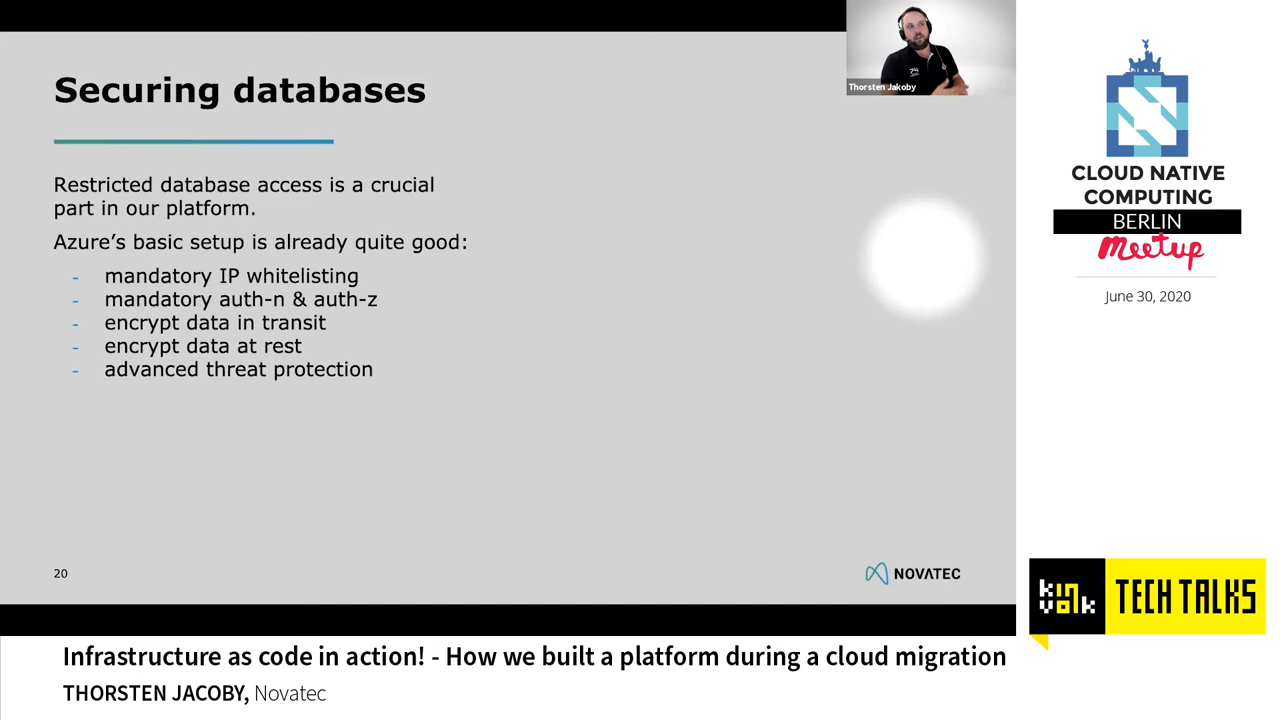 Securing databases
Restricted database access is a crucial
part in our platform.
Azure's basic setup is already quite good:
- mandatory IP whitelisting
- mandatory auth-n & auth-z
- encrypt data in transit
- encrypt data at rest
- advanced threat protection
20
NOVATEC
Thorsten Jakoby
CLOUD NATIVE
COMPUTING
BERLIN
meetup
June 30, 2020
kinvolk
TECH TALKS
Infrastructure as code in action! - How we built a platform during a cloud migration
THORSTEN JACOBY, Novatec